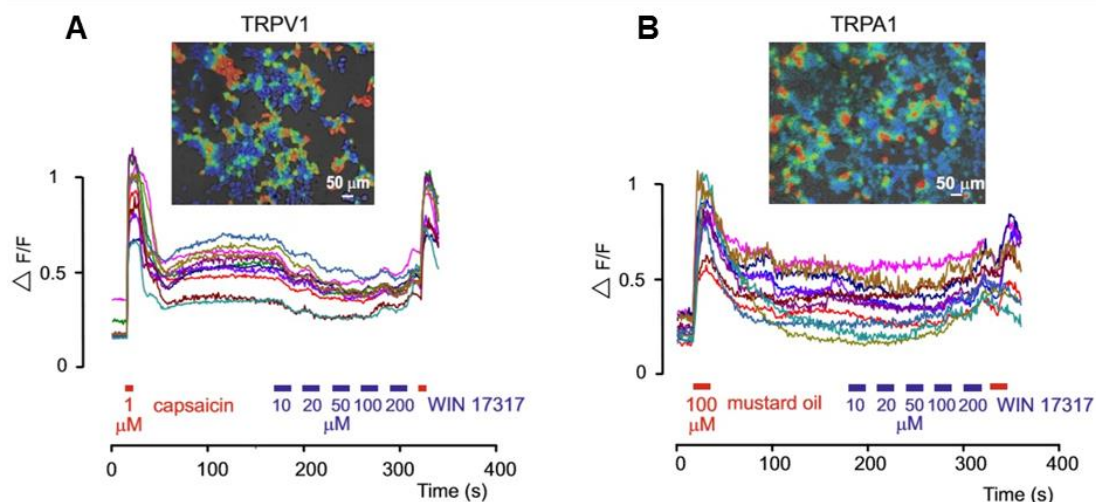 A
TRPV1
50 μm
1
0.5
0
△ F/F
1
μM
capsaicin
10 20 50 100 200
μM
WIN 17317
0 100 200 300 400
Time (s)
B
TRPA1
50 μm
1
0.5
0
△ F/F
100
μM
mustard oil
10 20 50 100 200
μM
WIN 17317
0 100 200 300 400
Time (s)